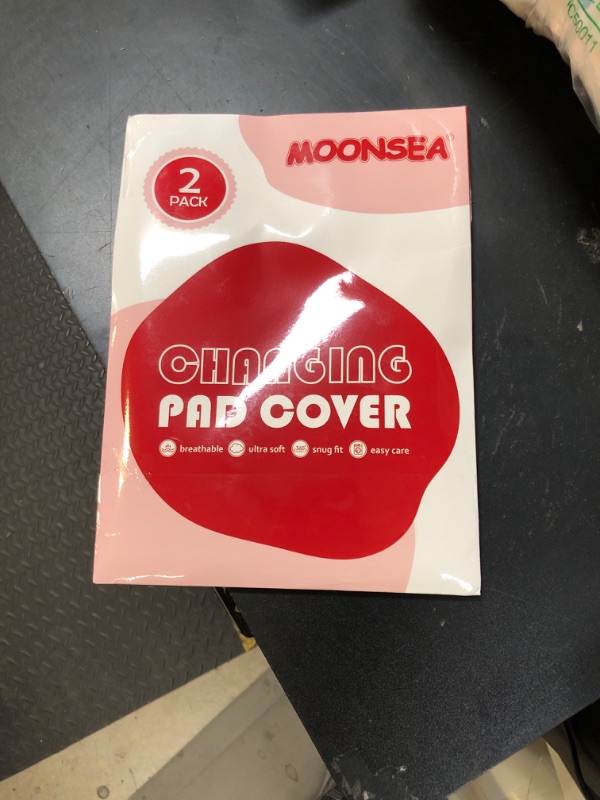 MOONSEA
2
PACK
CHANGING
PAD COVER
breathable ultra soft snug fit easy care